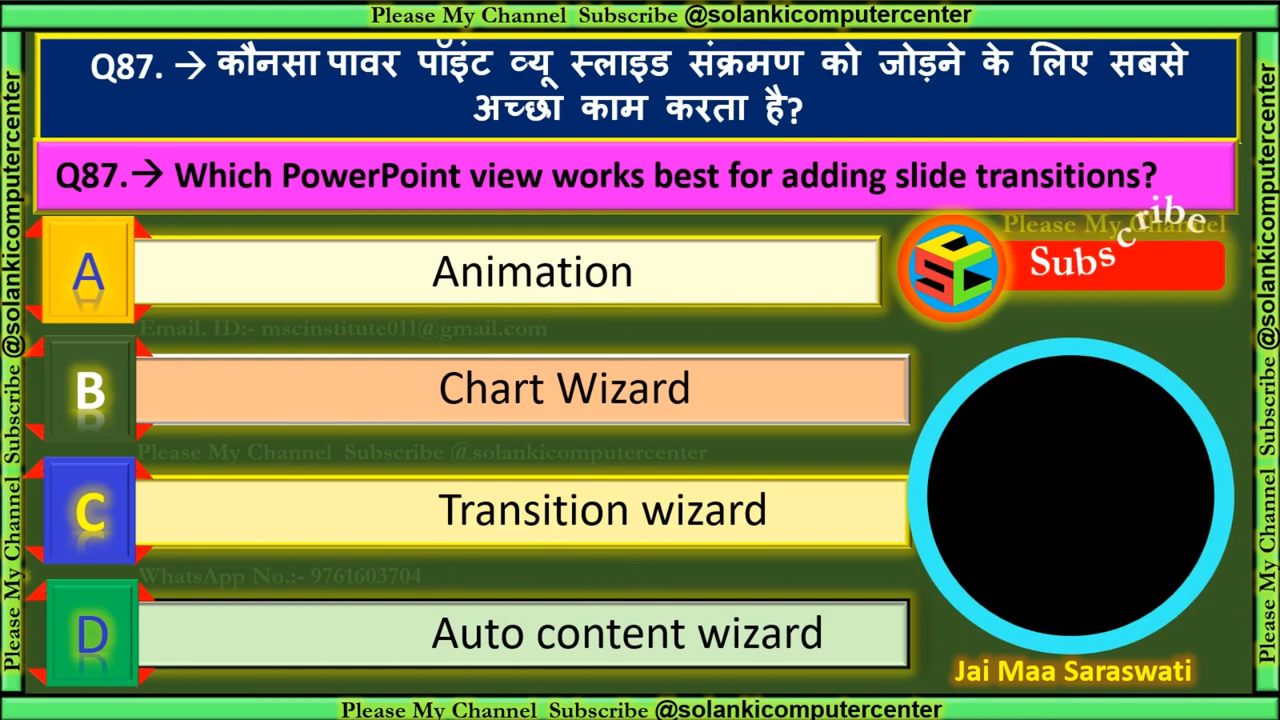 Please My Channel Subscribe @solankicomputercenter
Q87. → कौनसा पावर पॉइंट व्यू स्लाइड संक्रमण को जोड़ने के लिए सबसे
अच्छा काम करता है?
Q87.→ Which PowerPoint view works best for adding slide transitions?
Please My Channel
Subscribe
A
Animation
Email. ID:- mscinstitute011@gmail.com
B
Chart Wizard
Please My Channel Subscribe @solankicomputercenter
C
Transition wizard
WhatsApp No.:- 9761603704
D
Auto content wizard
Jai Maa Saraswati
Please My Channel Subscribe @solankicomputercenter
Please My Channel Subscribe @solankicomputercenter
Please My Channel Subscribe @solankicomputercenter